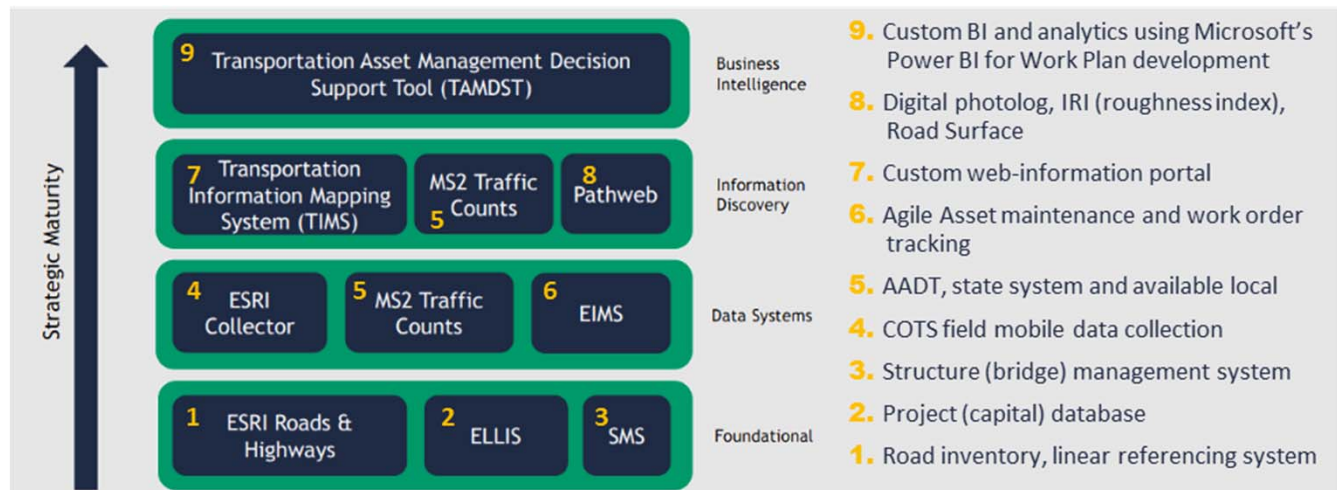 Strategic Maturity
9 Transportation Asset Management Decision
Support Tool (TAMDST)
Business
Intelligence
7 Transportation
Information Mapping
System (TIMS)
MS2 Traffic
5 Counts
8
Pathweb
Information
Discovery
4
ESRI
Collector
5 MS2 Traffic
Counts
6
EIMS
Data Systems
1 ESRI Roads &
Highways
2
ELLIS
3
SMS
Foundational
9. Custom BI and analytics using Microsoft's
Power BI for Work Plan development
8. Digital photolog, IRI (roughness index),
Road Surface
7. Custom web-information portal
6. Agile Asset maintenance and work order
tracking
5. AADT, state system and available local
4. COTS field mobile data collection
3. Structure (bridge) management system
2. Project (capital) database
1. Road inventory, linear referencing system